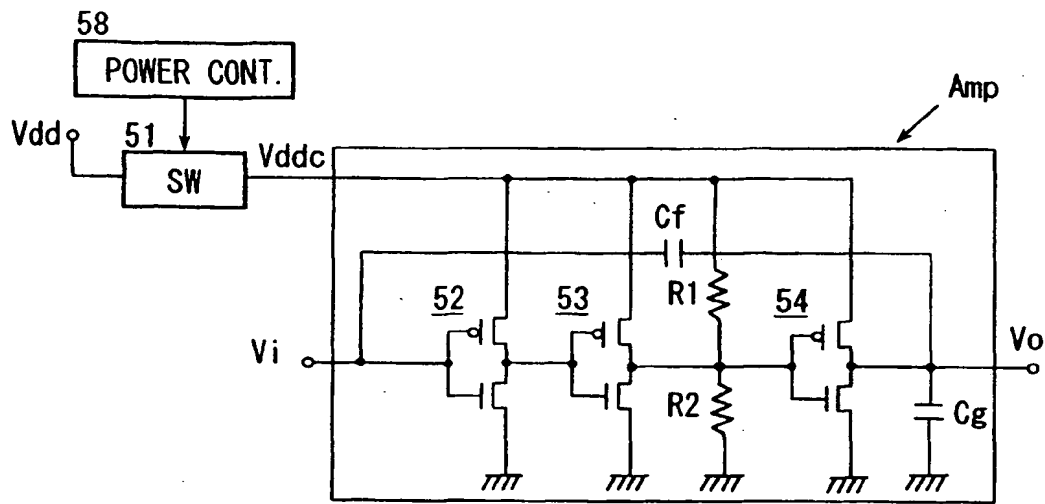 58
POWER CONT.
Amp
Vdd
51
SW
Vddc
Cf
R1
52
53
54
Vi
Vo
R2
Cg